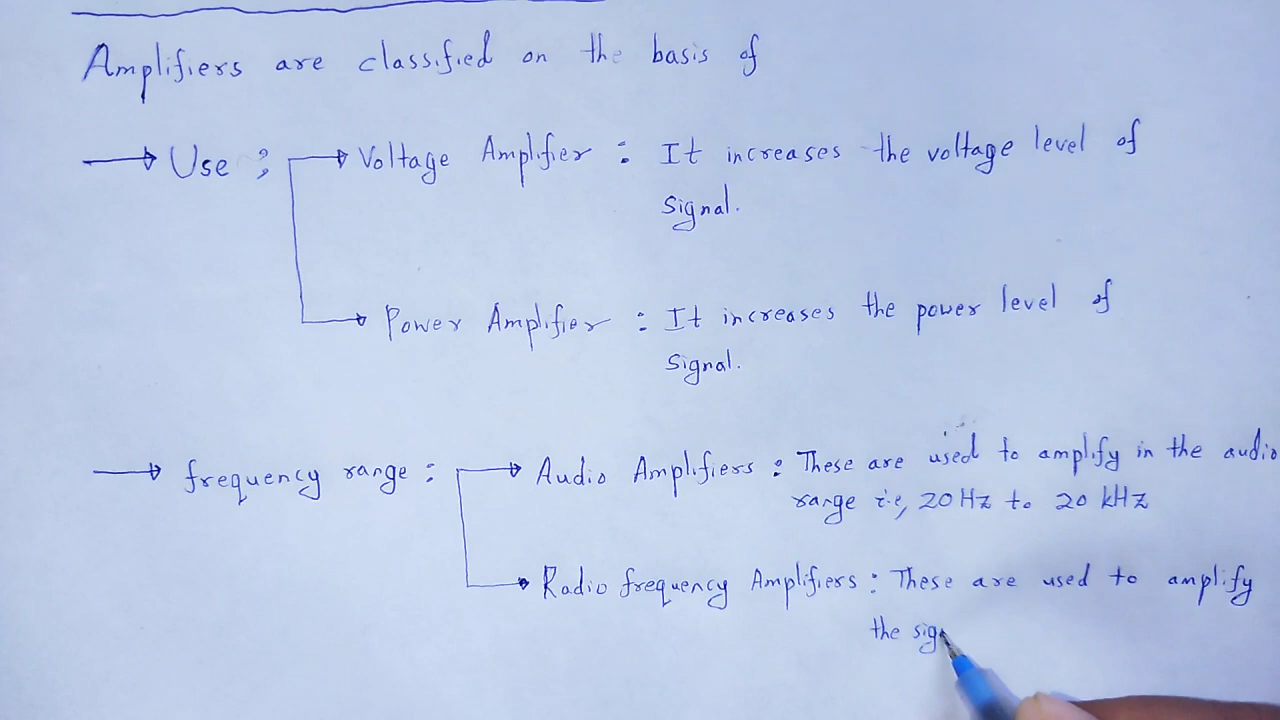 Amplifiers are classified on the basis of
→ Use ; → Voltage Amplifier : It increases the voltage level of
signal.
→ Power Amplifier : It increases the power level of
signal.
→ frequency range : → Audio Amplifiers : These are used to amplify in the audio
range i.e, 20 Hz to 20 kHz
→ Radio frequency Amplifiers : These are used to amplify
the sig